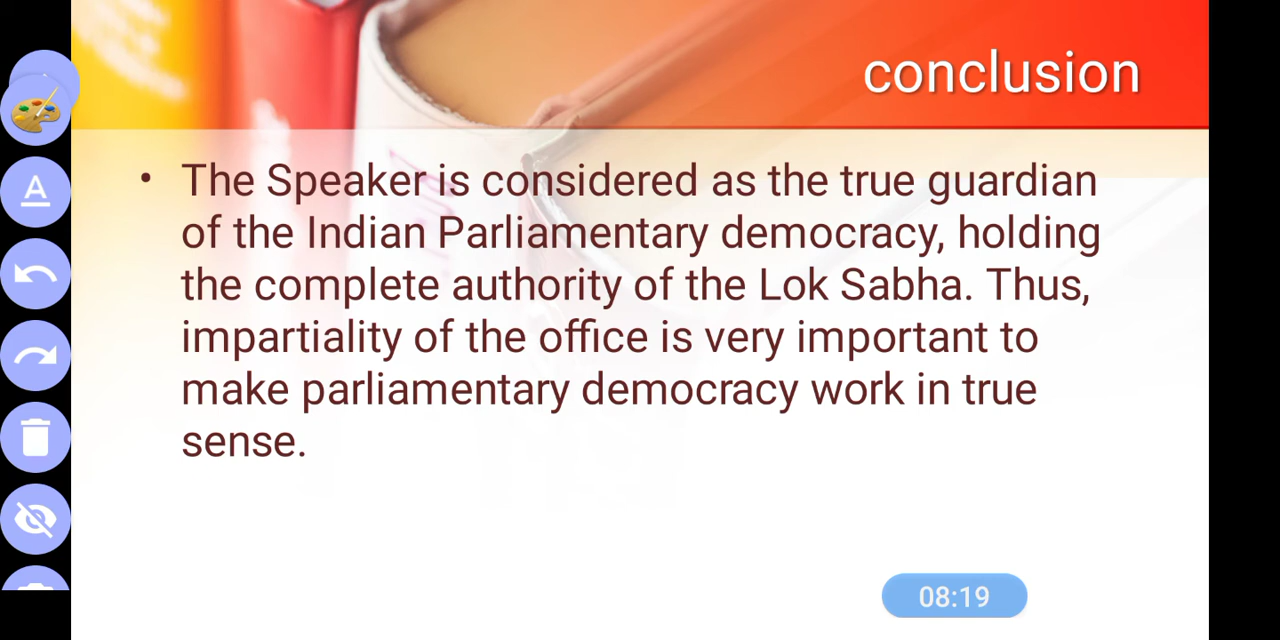 conclusion
• The Speaker is considered as the true guardian
of the Indian Parliamentary democracy, holding
the complete authority of the Lok Sabha. Thus,
impartiality of the office is very important to
make parliamentary democracy work in true
sense.
A
08:19